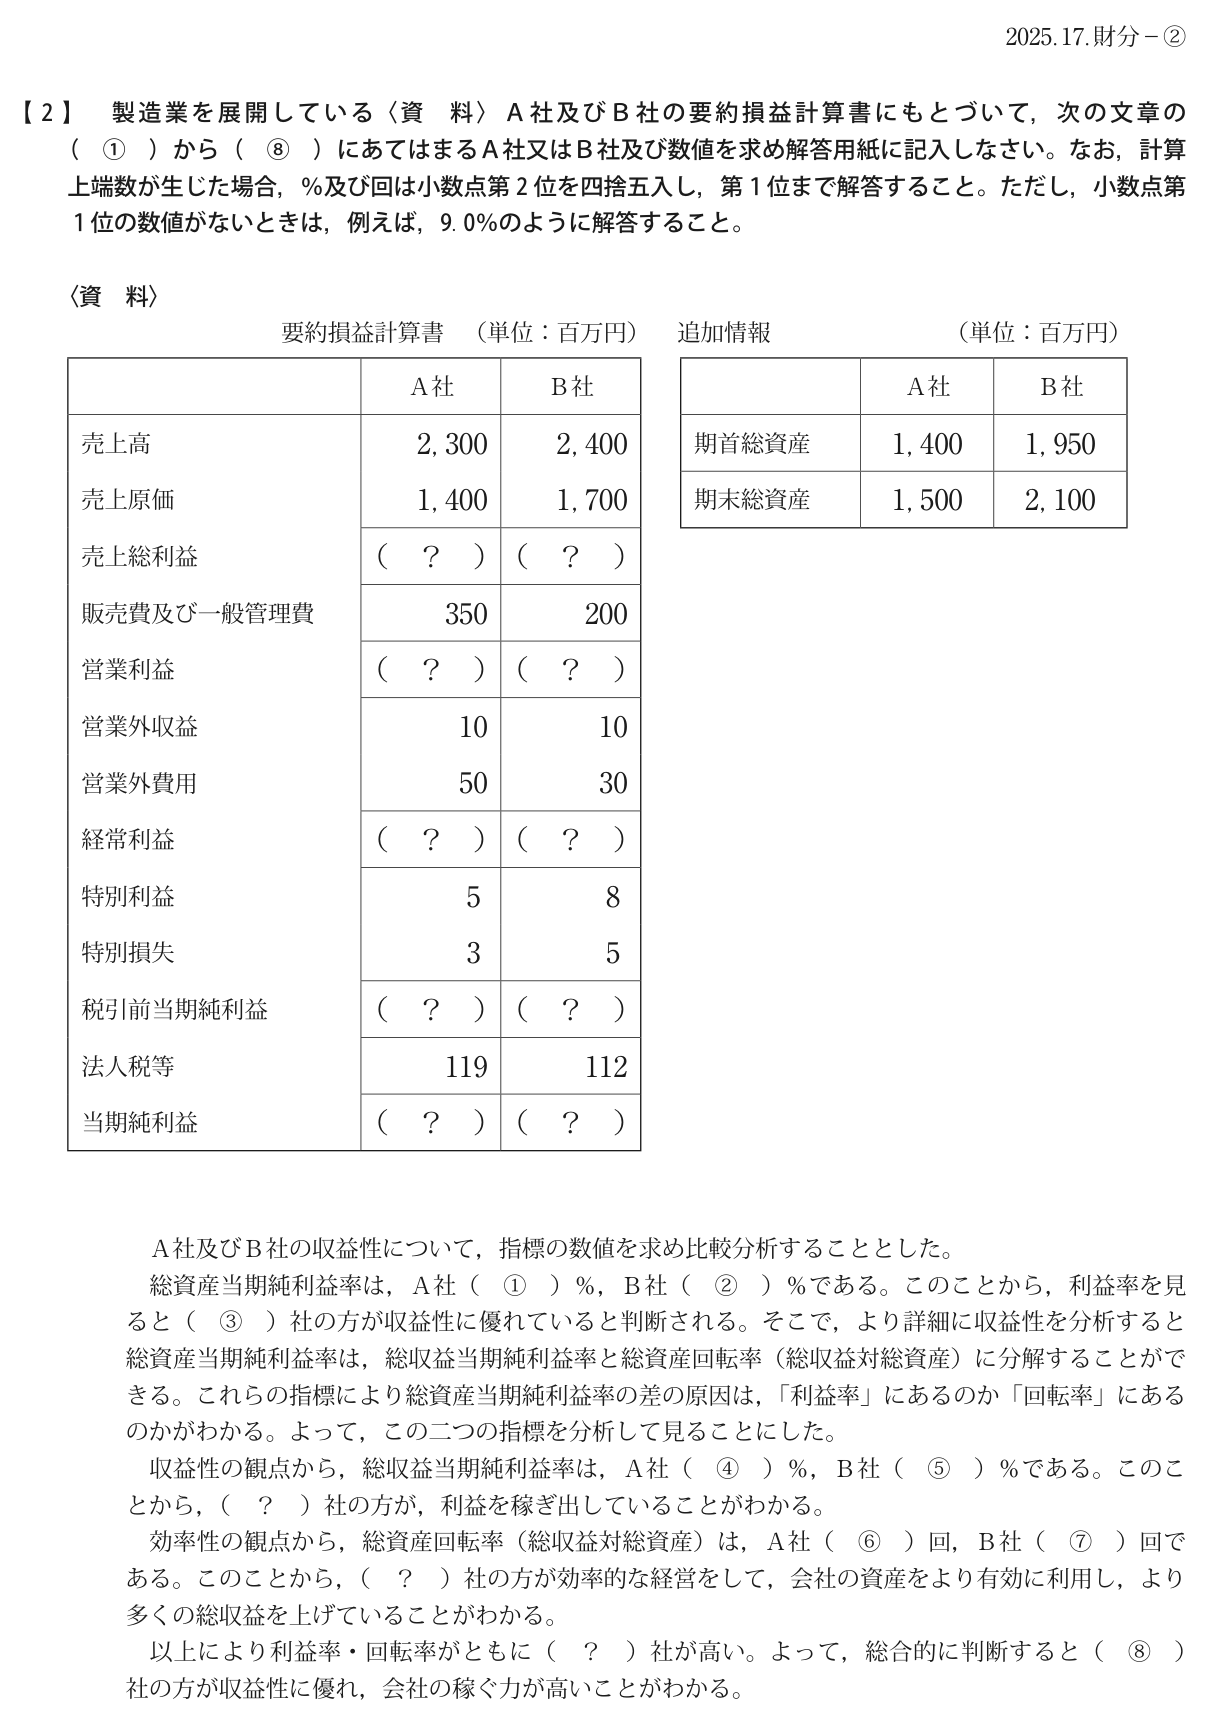 2025.17.財分－②
【２】　製造業を展開している〈資　料〉Ａ社及びＢ社の要約損益計算書にもとづいて，次の文章の
（　①　）から（　⑧　）にあてはまるＡ社又はＢ社及び数値を求め解答用紙に記入しなさい。なお，計算
上端数が生じた場合，％及び回は小数点第２位を四捨五入し，第１位まで解答すること。ただし，小数点第
１位の数値がないときは，例えば，9.0％のように解答すること。
〈資　料〉
要約損益計算書　（単位：百万円）
Ａ社　Ｂ社
売上高　2,300　2,400
売上原価　1,400　1,700
売上総利益　（　？　）　（　？　）
販売費及び一般管理費　350　200
営業利益　（　？　）　（　？　）
営業外収益　10　10
営業外費用　50　30
経常利益　（　？　）　（　？　）
特別利益　5　8
特別損失　3　5
税引前当期純利益　（　？　）　（　？　）
法人税等　119　112
当期純利益　（　？　）　（　？　）
追加情報　（単位：百万円）
Ａ社　Ｂ社
期首総資産　1,400　1,950
期末総資産　1,500　2,100
Ａ社及びＢ社の収益性について，指標の数値を求め比較分析することとした。
総資産当期純利益率は，Ａ社（　①　）％，Ｂ社（　②　）％である。このことから，利益率を見
ると（　③　）社の方が収益性に優れていると判断される。そこで，より詳細に収益性を分析すると
総資産当期純利益率は，総収益当期純利益率と総資産回転率（総収益対総資産）に分解することがで
きる。これらの指標により総資産当期純利益率の差の原因は，「利益率」にあるのか「回転率」にある
のかがわかる。よって，この二つの指標を分析して見ることにした。
収益性の観点から，総収益当期純利益率は，Ａ社（　④　）％，Ｂ社（　⑤　）％である。このこ
とから，（　？　）社の方が，利益を稼ぎ出していることがわかる。
効率性の観点から，総資産回転率（総収益対総資産）は，Ａ社（　⑥　）回，Ｂ社（　⑦　）回で
ある。このことから，（　？　）社の方が効率的な経営をして，会社の資産をより有効に利用し，より
多くの総収益を上げていることがわかる。
以上により利益率・回転率がともに（　？　）社が高い。よって，総合的に判断すると（　⑧　）
社の方が収益性に優れ，会社の稼ぐ力が高いことがわかる。